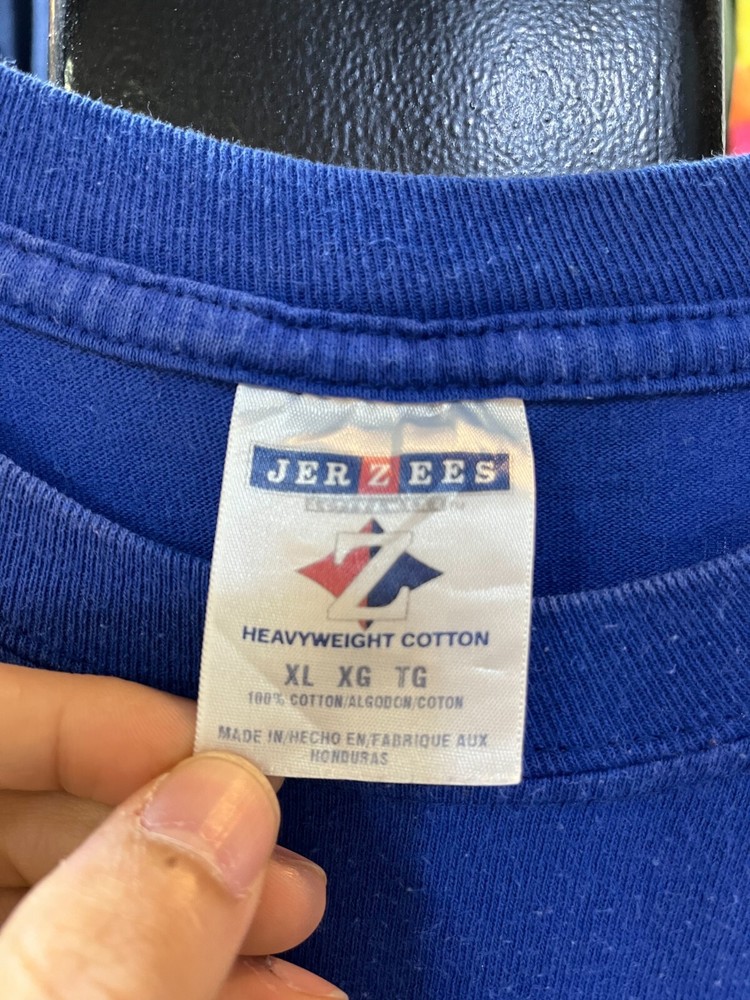 JERZEES
Z
HEAVYWEIGHT COTTON
XL XG TG
100% COTTON/ALGODON/COTON
MADE IN/HECHO EN/FABRIQUE AUX
HONDURAS